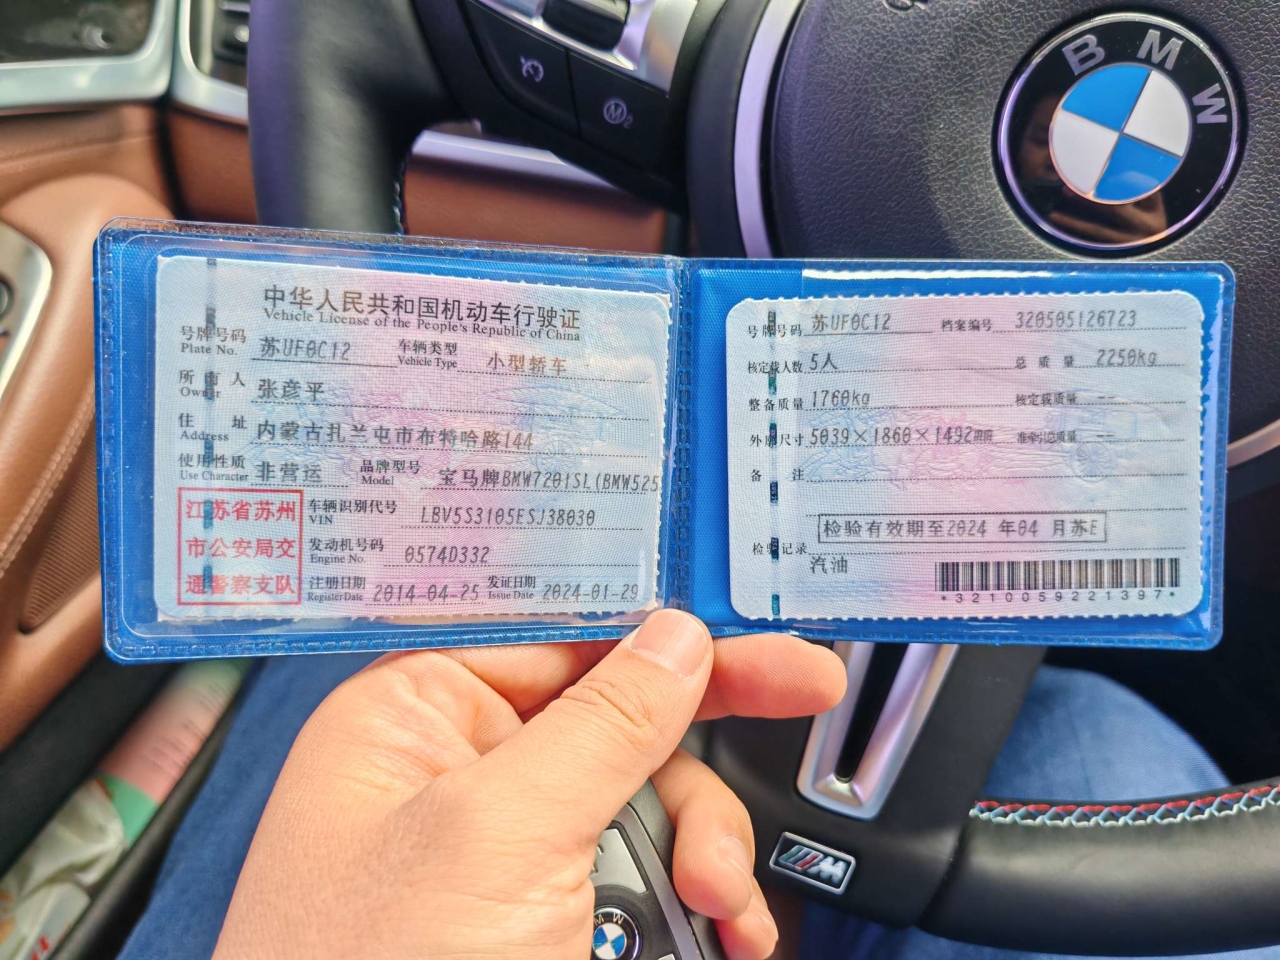 BMW
M2
中华人民共和国机动车行驶证
Vehicle License of the People's Republic of China
号牌号码 苏UF0C12 车辆类型 小型轿车
Plate No. Vehicle Type
所有人 张彦平
Owner
住址 内蒙古扎兰屯市布特哈路144
Address
使用性质 非营运 品牌型号 宝马牌BMW7201SL(BMW525
Use Character Model
江苏省苏州
市公安局交
通警察支队
车辆识别代号 LBV5S3105ESJ38030
VIN
发动机号码 0574D332
Engine No.
注册日期 2014-04-25 发证日期 2024-01-29
Register Date Issue Date
号牌号码 苏UF0C12 档案编号 320505126723
核定载人数 5人 总质量 2250kg
整备质量 1760kg 核定载质量 --
外廓尺寸 5039×1860×1492mm 准牵引总质量 --
备注
检验有效期至2024年04月苏E
检验记录
汽油
*3210059221397*
M
BMW